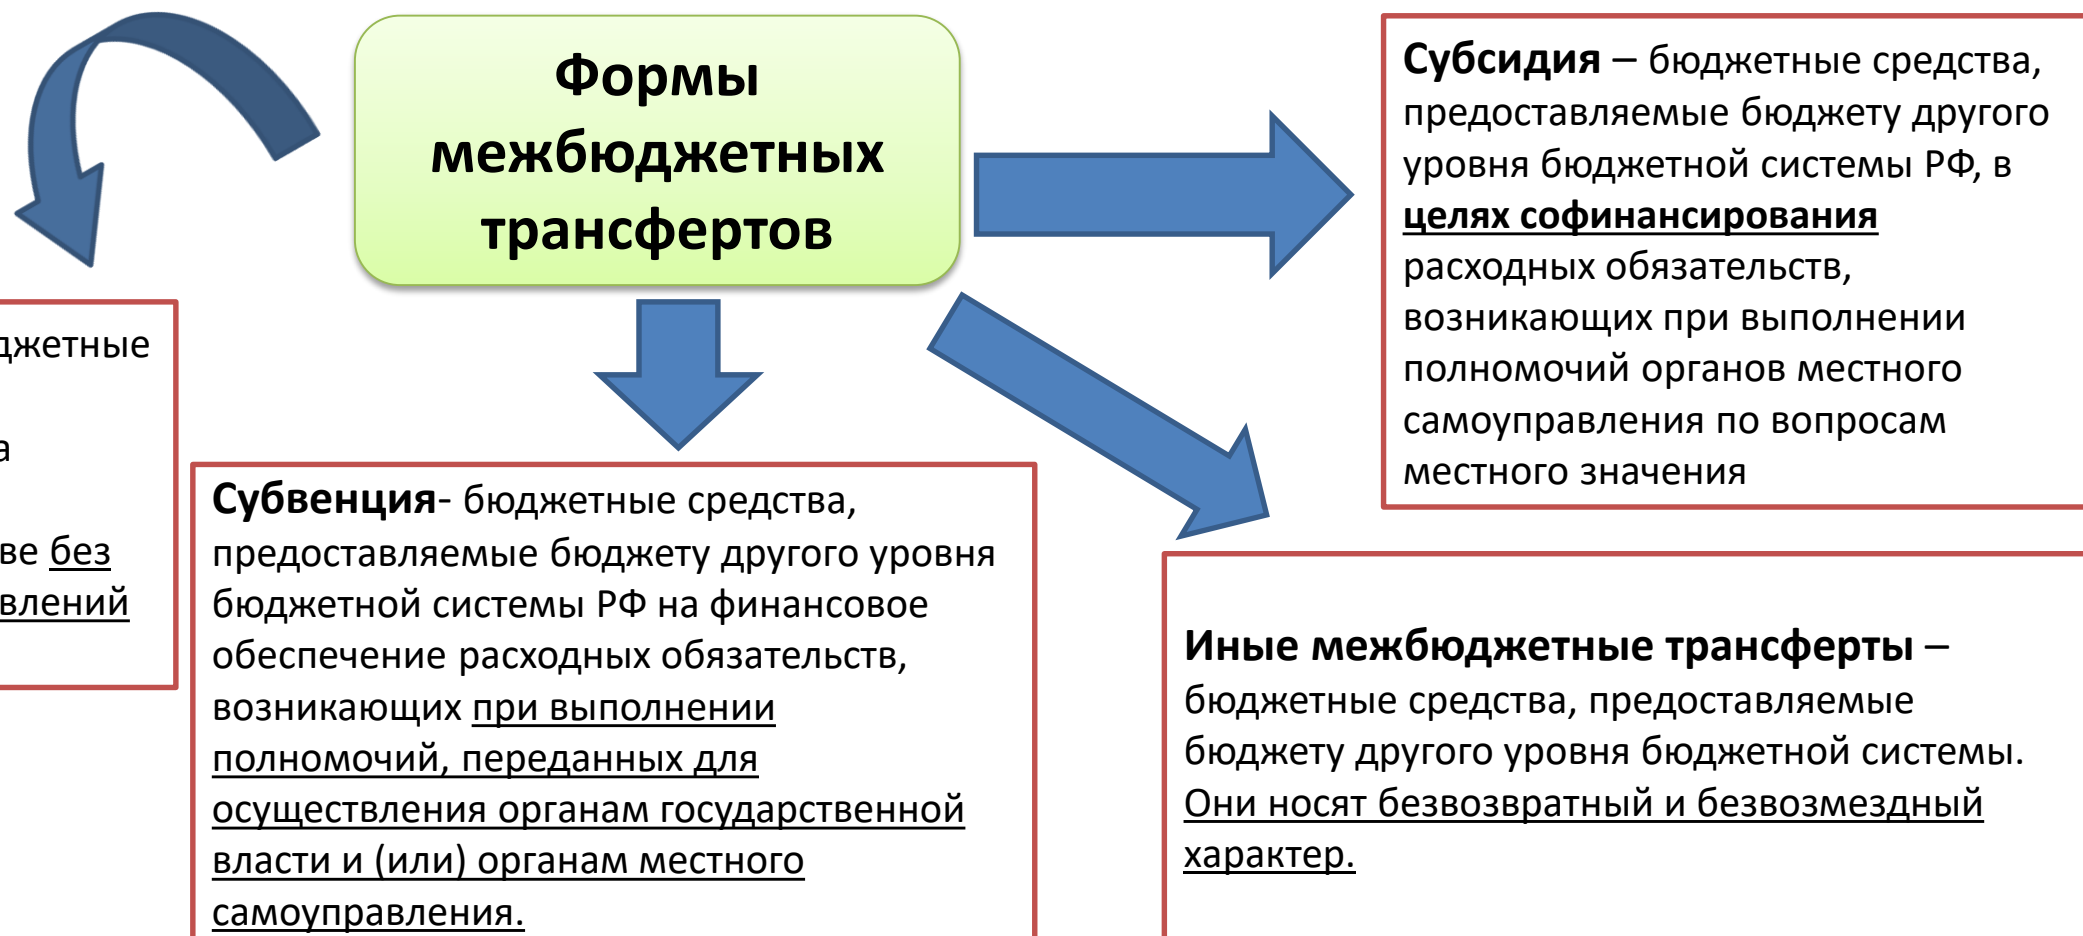 Формы
межбюджетных
трансфертов
Субсидия – бюджетные средства,
предоставляемые бюджету другого
уровня бюджетной системы РФ, в
целях софинансирования
расходных обязательств,
возникающих при выполнении
полномочий органов местного
самоуправления по вопросам
местного значения
джетные
а
ве без
влений
Субвенция- бюджетные средства,
предоставляемые бюджету другого уровня
бюджетной системы РФ на финансовое
обеспечение расходных обязательств,
возникающих при выполнении
полномочий, переданных для
осуществления органам государственной
власти и (или) органам местного
самоуправления.
Иные межбюджетные трансферты –
бюджетные средства, предоставляемые
бюджету другого уровня бюджетной системы.
Они носят безвозвратный и безвозмездный
характер.